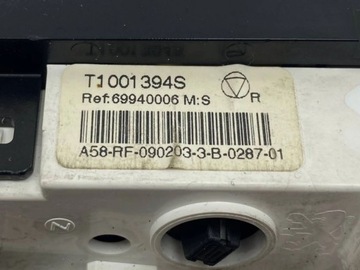 T1001394S
R
Ref:69940006 M:S
A58-RF-090203-3-B-0287-01